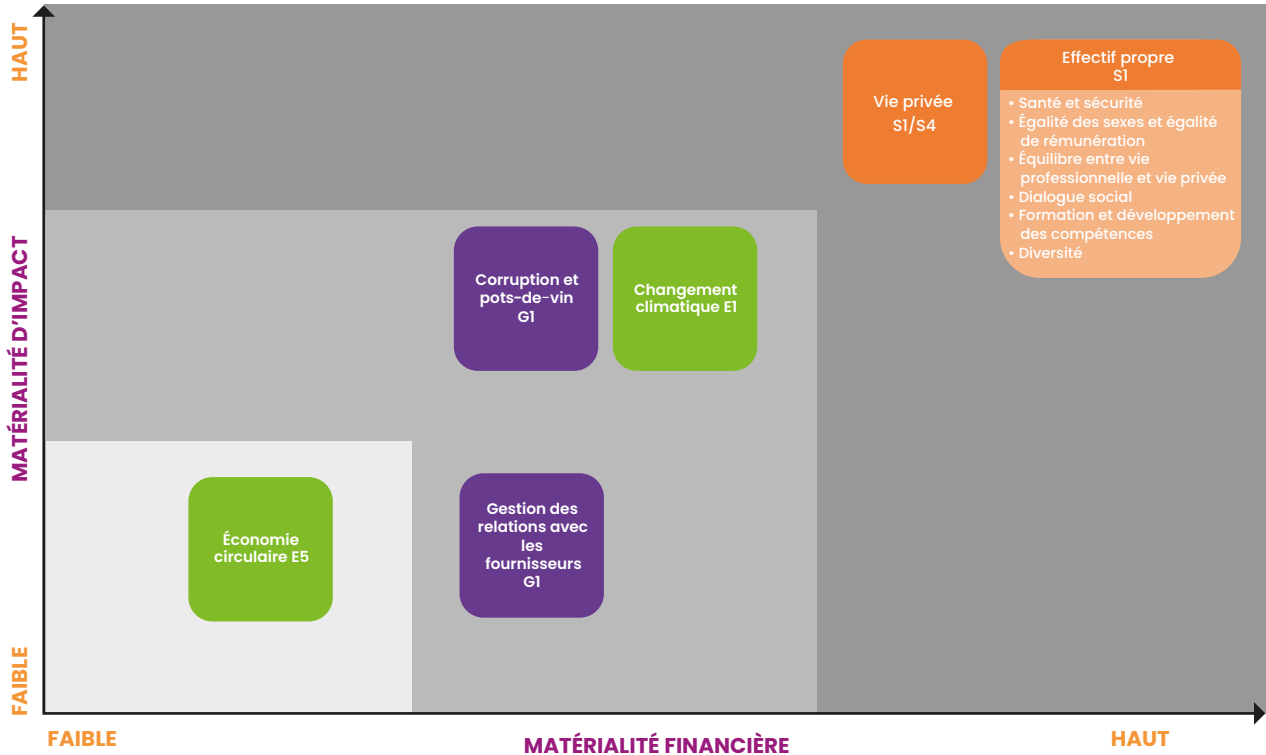 HAUT
MATÉRIALITÉ D'IMPACT
FAIBLE
Vie privée
S1/S4
Effectif propre
S1
• Santé et sécurité
• Égalité des sexes et égalité
de rémunération
• Équilibre entre vie
professionnelle et vie privée
• Dialogue social
• Formation et développement
des compétences
• Diversité
Corruption et
pots-de-vin
G1
Changement
climatique E1
Économie
circulaire E5
Gestion des
relations avec
les
fournisseurs
G1
FAIBLE
MATÉRIALITÉ FINANCIÈRE
HAUT